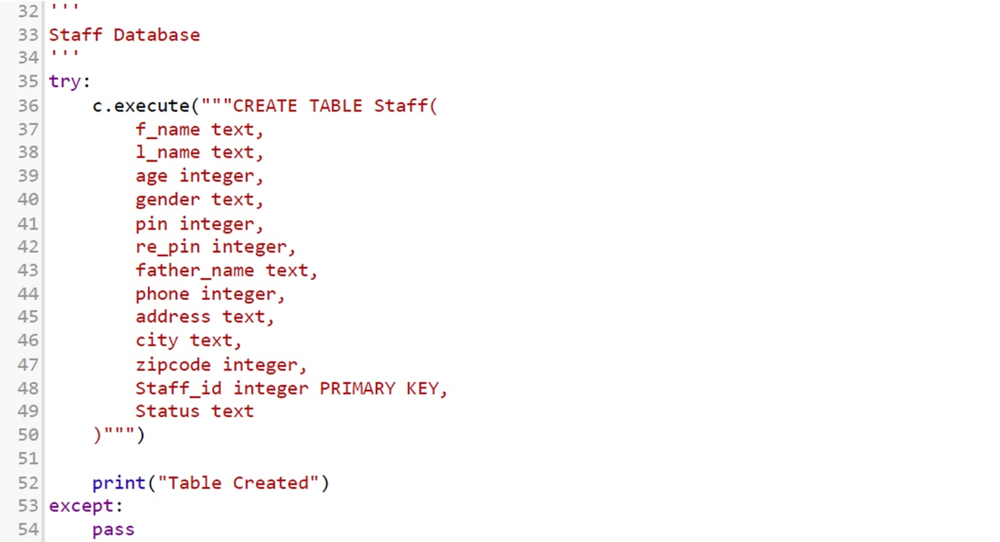 32 '''
33 Staff Database
34 '''
35 try:
36     c.execute("""CREATE TABLE Staff(
37         f_name text,
38         l_name text,
39         age integer,
40         gender text,
41         pin integer,
42         re_pin integer,
43         father_name text,
44         phone integer,
45         address text,
46         city text,
47         zipcode integer,
48         Staff_id integer PRIMARY KEY,
49         Status text
50     )""")
51
52     print("Table Created")
53 except:
54     pass